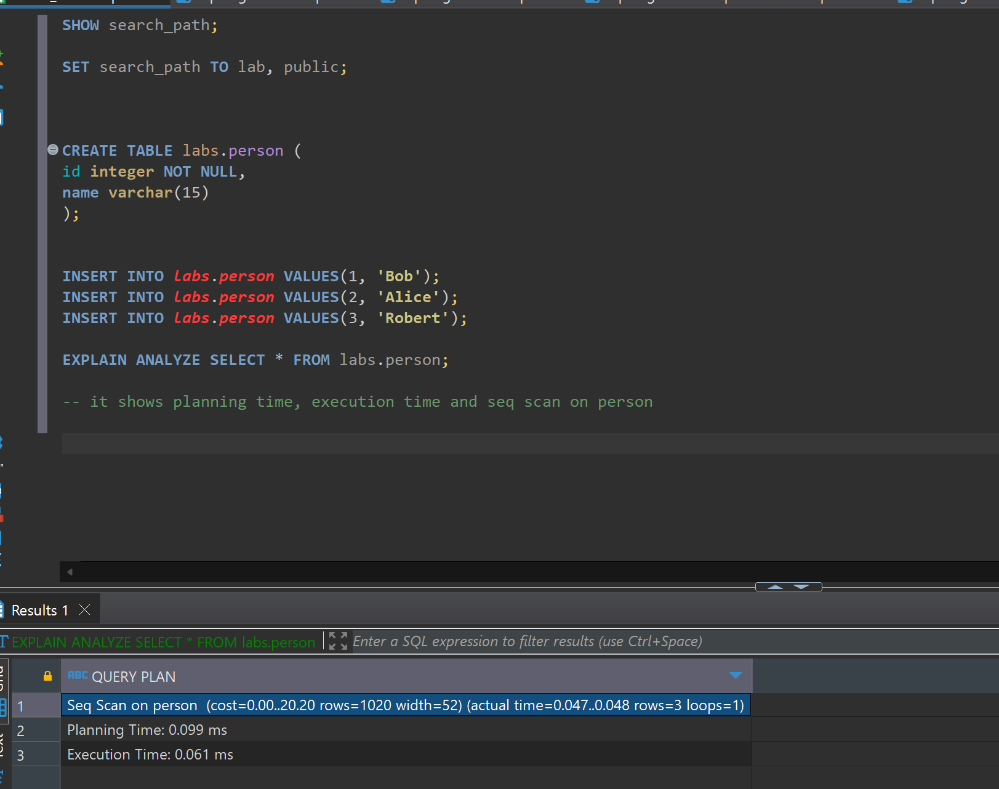 SHOW search_path;
SET search_path TO lab, public;
CREATE TABLE labs.person (
id integer NOT NULL,
name varchar(15)
);
INSERT INTO labs.person VALUES(1, 'Bob');
INSERT INTO labs.person VALUES(2, 'Alice');
INSERT INTO labs.person VALUES(3, 'Robert');
EXPLAIN ANALYZE SELECT * FROM labs.person;
-- it shows planning time, execution time and seq scan on person
Results 1
EXPLAIN ANALYZE SELECT * FROM labs.person
Enter a SQL expression to filter results (use Ctrl+Space)
ABC QUERY PLAN
1 Seq Scan on person (cost=0.00..20.20 rows=1020 width=52) (actual time=0.047..0.048 rows=3 loops=1)
2 Planning Time: 0.099 ms
3 Execution Time: 0.061 ms